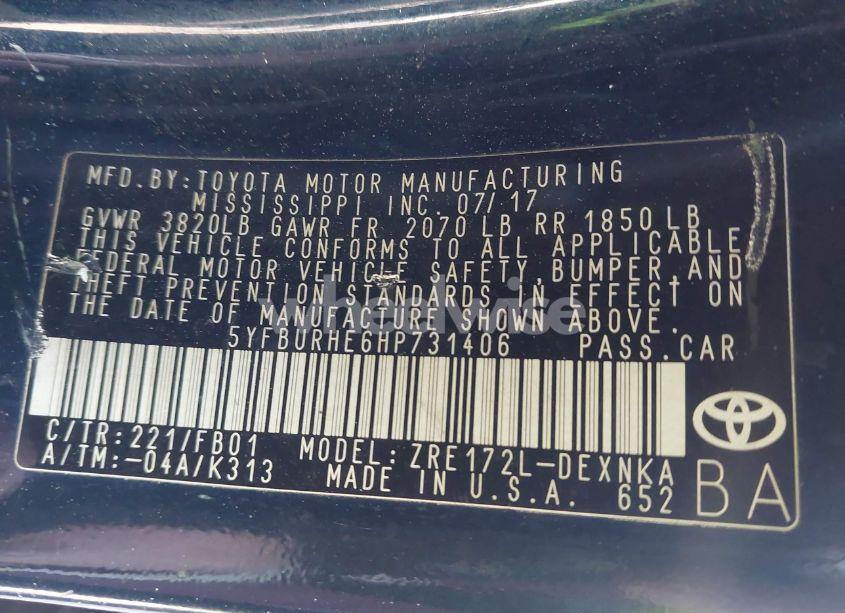 MFD.BY:TOYOTA MOTOR MANUFACTURING
MISSISSIPPI INC. 07/17
GVWR 3820LB GAWR FR 2070 LB RR 1850 LB
THIS VEHICLE CONFORMS TO ALL APPLICABLE
FEDERAL MOTOR VEHICLE SAFETY, BUMPER, AND
THEFT PREVENTION STANDARDS IN EFFECT ON
THE DATE OF MANUFACTURE SHOWN ABOVE.
wheelwise
5YFBURHE6HP731406 PASS.CAR
C/TR:221/FB01 MODEL:ZRE172L-DEXNKA
A/TM:-04A/K313 MADE IN U.S.A. 652
BA